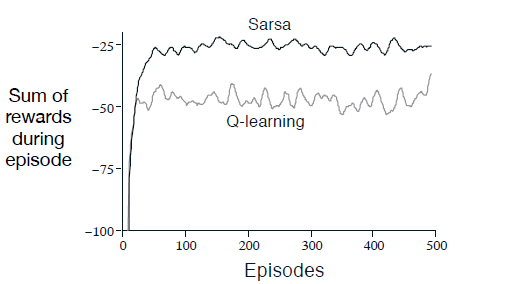 Sarsa
−25
Sum of
rewards
during
episode
−50
Q-learning
−75
−100
0 100 200 300 400 500
Episodes